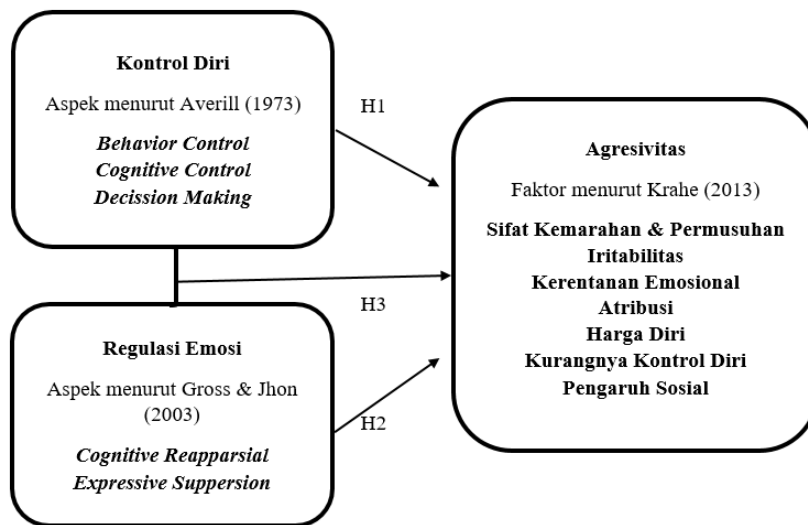 Kontrol Diri
Aspek menurut Averill (1973)
Behavior Control
Cognitive Control
Decission Making
H1
Agresivitas
Faktor menurut Krahe (2013)
Sifat Kemarahan & Permusuhan
Iritabilitas
Kerentanan Emosional
Atribusi
Harga Diri
Kurangnya Kontrol Diri
Pengaruh Sosial
H3
Regulasi Emosi
Aspek menurut Gross & Jhon
(2003)
Cognitive Reapparsial
Expressive Suppersion
H2